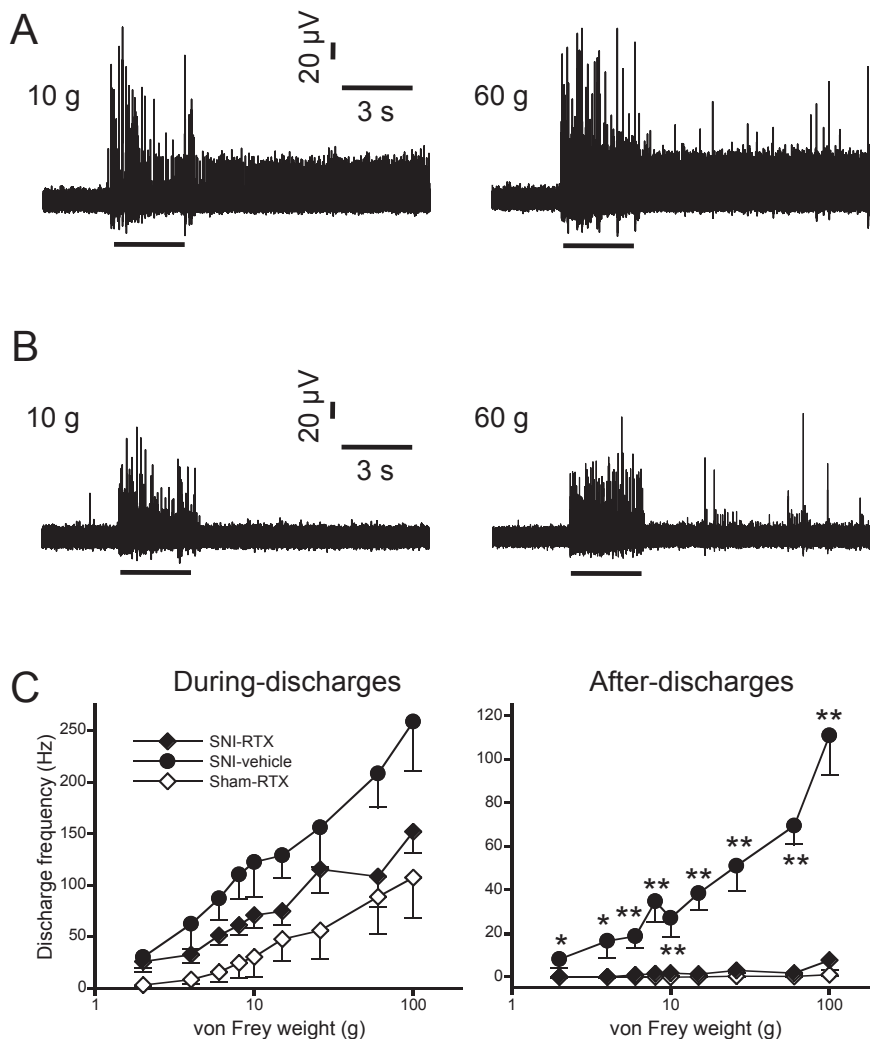 A
20 μV
3 s
10 g
60 g
B
20 μV
3 s
10 g
60 g
C
During-discharges
After-discharges
Discharge frequency (Hz)
250
200
150
100
50
0
SNI-RTX
SNI-vehicle
Sham-RTX
1
10
100
von Frey weight (g)
120
100
80
60
40
20
0
*
*
**
**
**
**
**
**
**
1
10
100
von Frey weight (g)